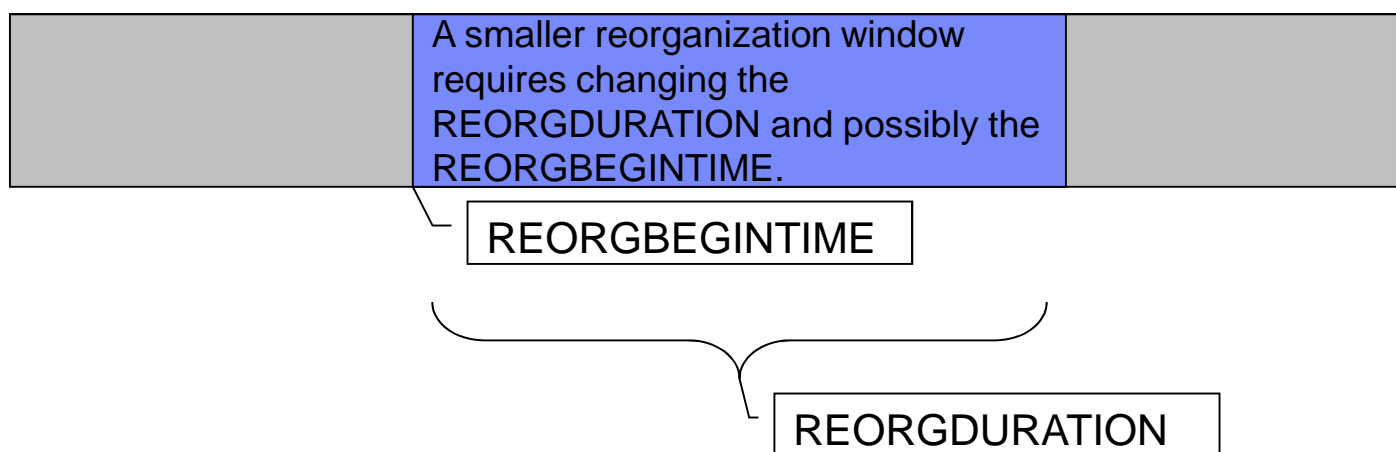 A smaller reorganization window
requires changing the
REORGDURATION and possibly the
REORGBEGINTIME.
REORGBEGINTIME
REORGDURATION